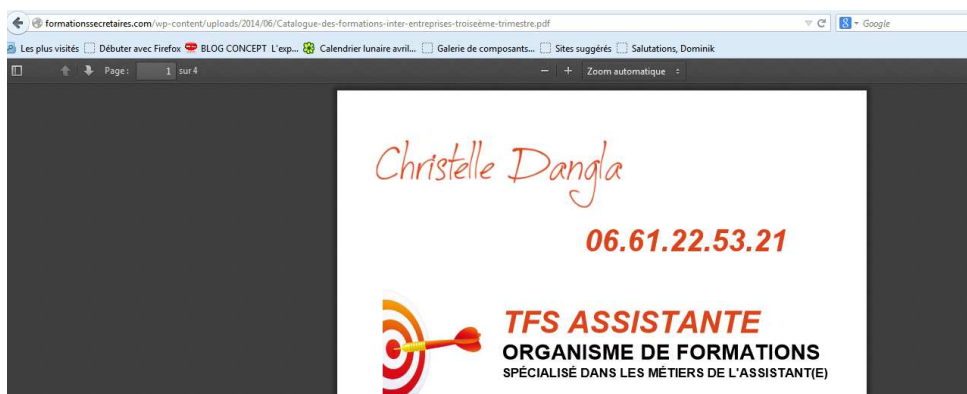 formationssecretaires.com/wp-content/uploads/2014/06/Catalogue-des-formations-inter-entreprises-troiseéme-trimestre.pdf Google
Les plus visités Débuter avec Firefox BLOG CONCEPT L'exp... Calendrier lunaire avril... Galerie de composants... Sites suggérés Salutations, Dominik
Page: 1 sur 4 Zoom automatique
Christelle Dangla
06.61.22.53.21
TFS ASSISTANTE
ORGANISME DE FORMATIONS
SPÉCIALISÉ DANS LES MÉTIERS DE L'ASSISTANT(E)